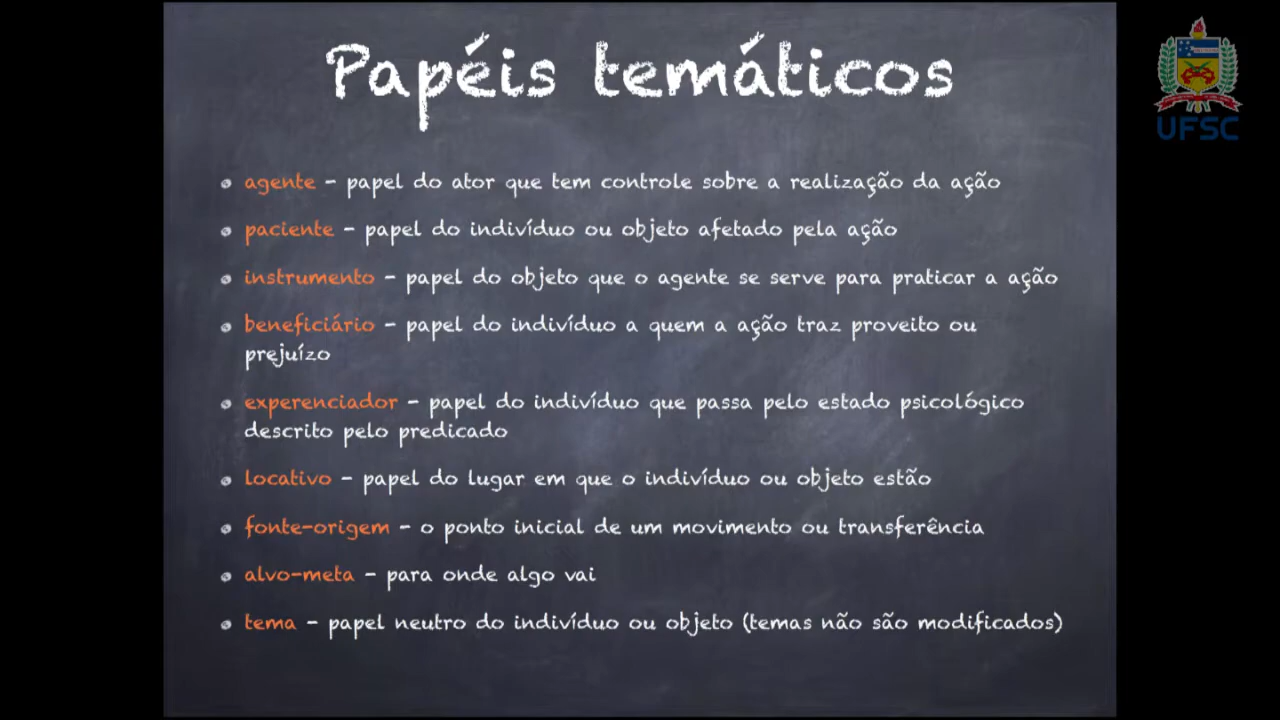 Papéis temáticos
UFSC
agente - papel do ator que tem controle sobre a realização da ação
paciente - papel do indivíduo ou objeto afetado pela ação
instrumento - papel do objeto que o agente se serve para praticar a ação
beneficiário - papel do indivíduo a quem a ação traz proveito ou
prejuízo
experenciador - papel do indivíduo que passa pelo estado psicológico
descrito pelo predicado
locativo - papel do lugar em que o indivíduo ou objeto estão
fonte-origem - o ponto inicial de um movimento ou transferência
alvo-meta - para onde algo vai
tema - papel neutro do indivíduo ou objeto (temas não são modificados)